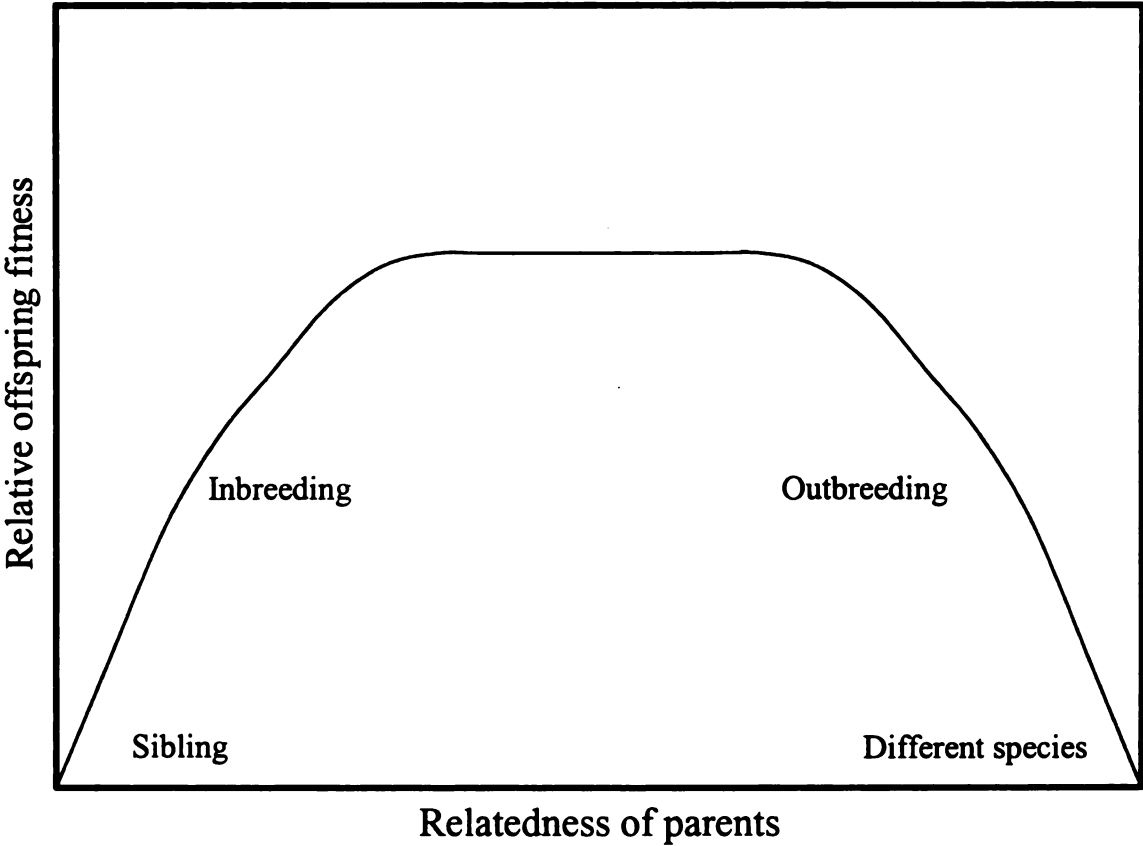 Relative offspring fitness
Inbreeding
Outbreeding
Sibling
Different species
Relatedness of parents